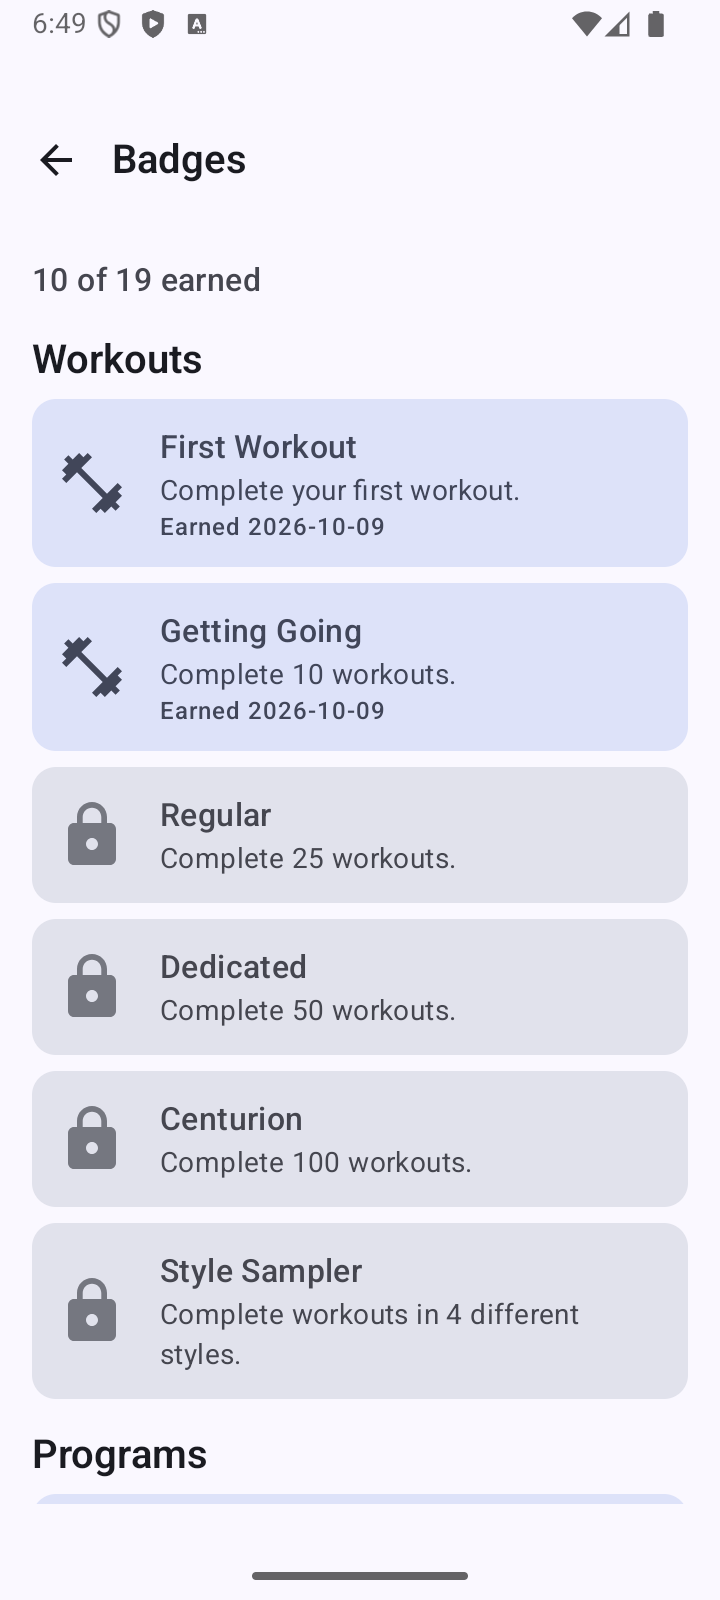 6:49
Badges
10 of 19 earned
Workouts
First Workout
Complete your first workout.
Earned 2026-10-09
Getting Going
Complete 10 workouts.
Earned 2026-10-09
Regular
Complete 25 workouts.
Dedicated
Complete 50 workouts.
Centurion
Complete 100 workouts.
Style Sampler
Complete workouts in 4 different
styles.
Programs